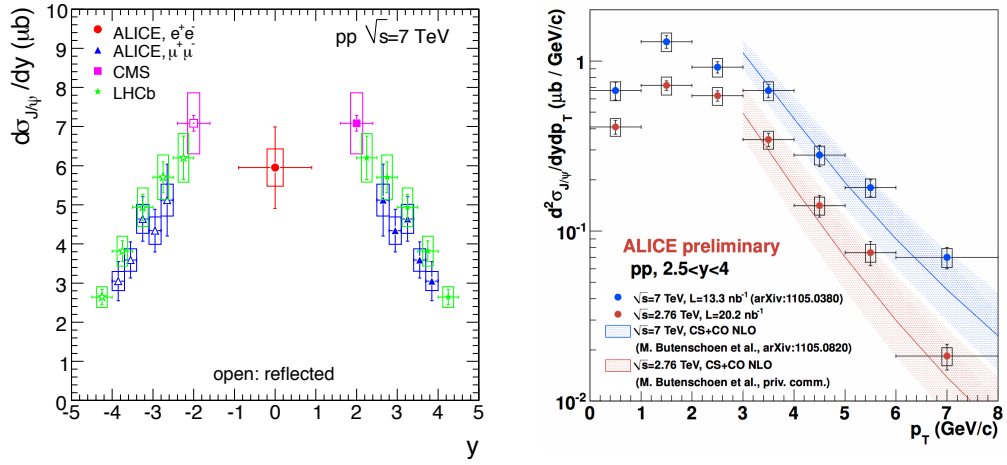 dσ_{J/ψ}/dy (μb)
10
9
8
7
6
5
4
3
2
1
0
ALICE, e⁺e⁻
ALICE, μ⁺μ⁻
CMS
LHCb
pp √s=7 TeV
open: reflected
-5 -4 -3 -2 -1 0 1 2 3 4 5
y
d²σ_{J/ψ}/dydp_T (μb / GeV/c)
1
10⁻¹
10⁻²
ALICE preliminary
pp, 2.5<y<4
√s=7 TeV, L=13.3 nb⁻¹ (arXiv:1105.0380)
√s=2.76 TeV, L=20.2 nb⁻¹
√s=7 TeV, CS+CO NLO
(M. Butenschoen et al., arXiv:1105.0820)
√s=2.76 TeV, CS+CO NLO
(M. Butenschoen et al., priv. comm.)
0 1 2 3 4 5 6 7 8
p_T (GeV/c)